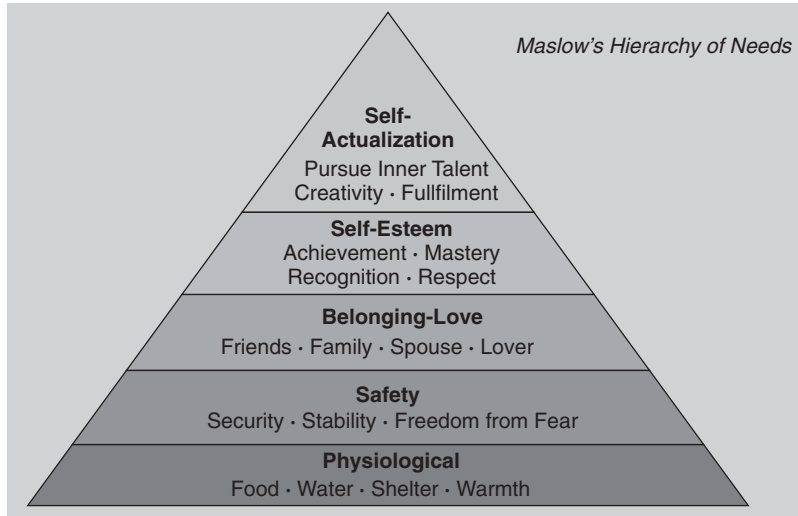 Maslow's Hierarchy of Needs
Self-
Actualization
Pursue Inner Talent
Creativity · Fullfilment
Self-Esteem
Achievement · Mastery
Recognition · Respect
Belonging-Love
Friends · Family · Spouse · Lover
Safety
Security · Stability · Freedom from Fear
Physiological
Food · Water · Shelter · Warmth